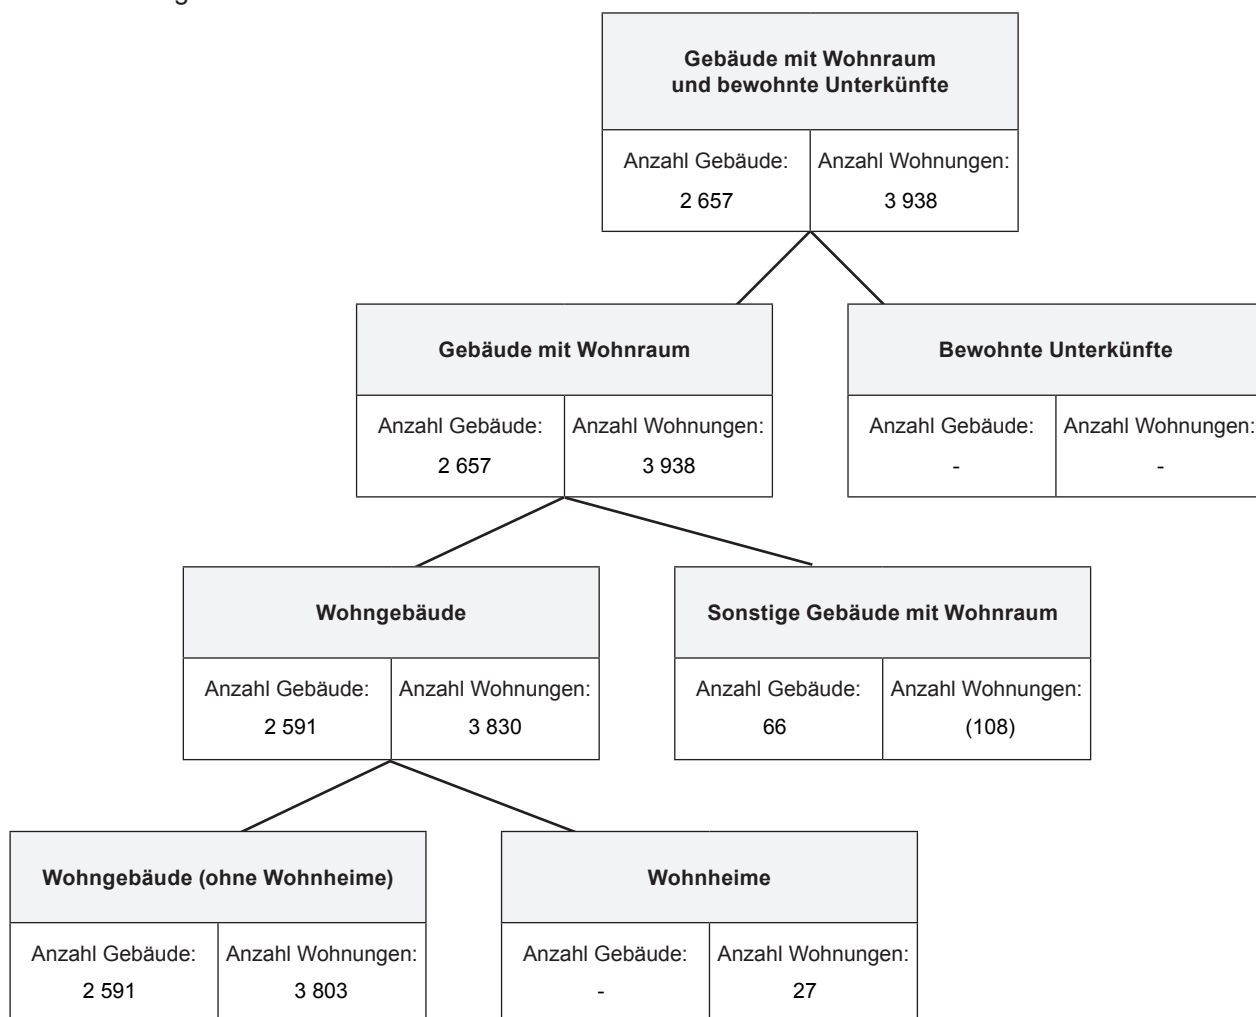 Gebäude mit Wohnraum
und bewohnte Unterkünfte
Anzahl Gebäude: Anzahl Wohnungen:
2 657 3 938
Gebäude mit Wohnraum Bewohnte Unterkünfte
Anzahl Gebäude: Anzahl Wohnungen: Anzahl Gebäude: Anzahl Wohnungen:
2 657 3 938 - -
Wohngebäude Sonstige Gebäude mit Wohnraum
Anzahl Gebäude: Anzahl Wohnungen: Anzahl Gebäude: Anzahl Wohnungen:
2 591 3 830 66 (108)
Wohngebäude (ohne Wohnheime) Wohnheime
Anzahl Gebäude: Anzahl Wohnungen: Anzahl Gebäude: Anzahl Wohnungen:
2 591 3 803 - 27